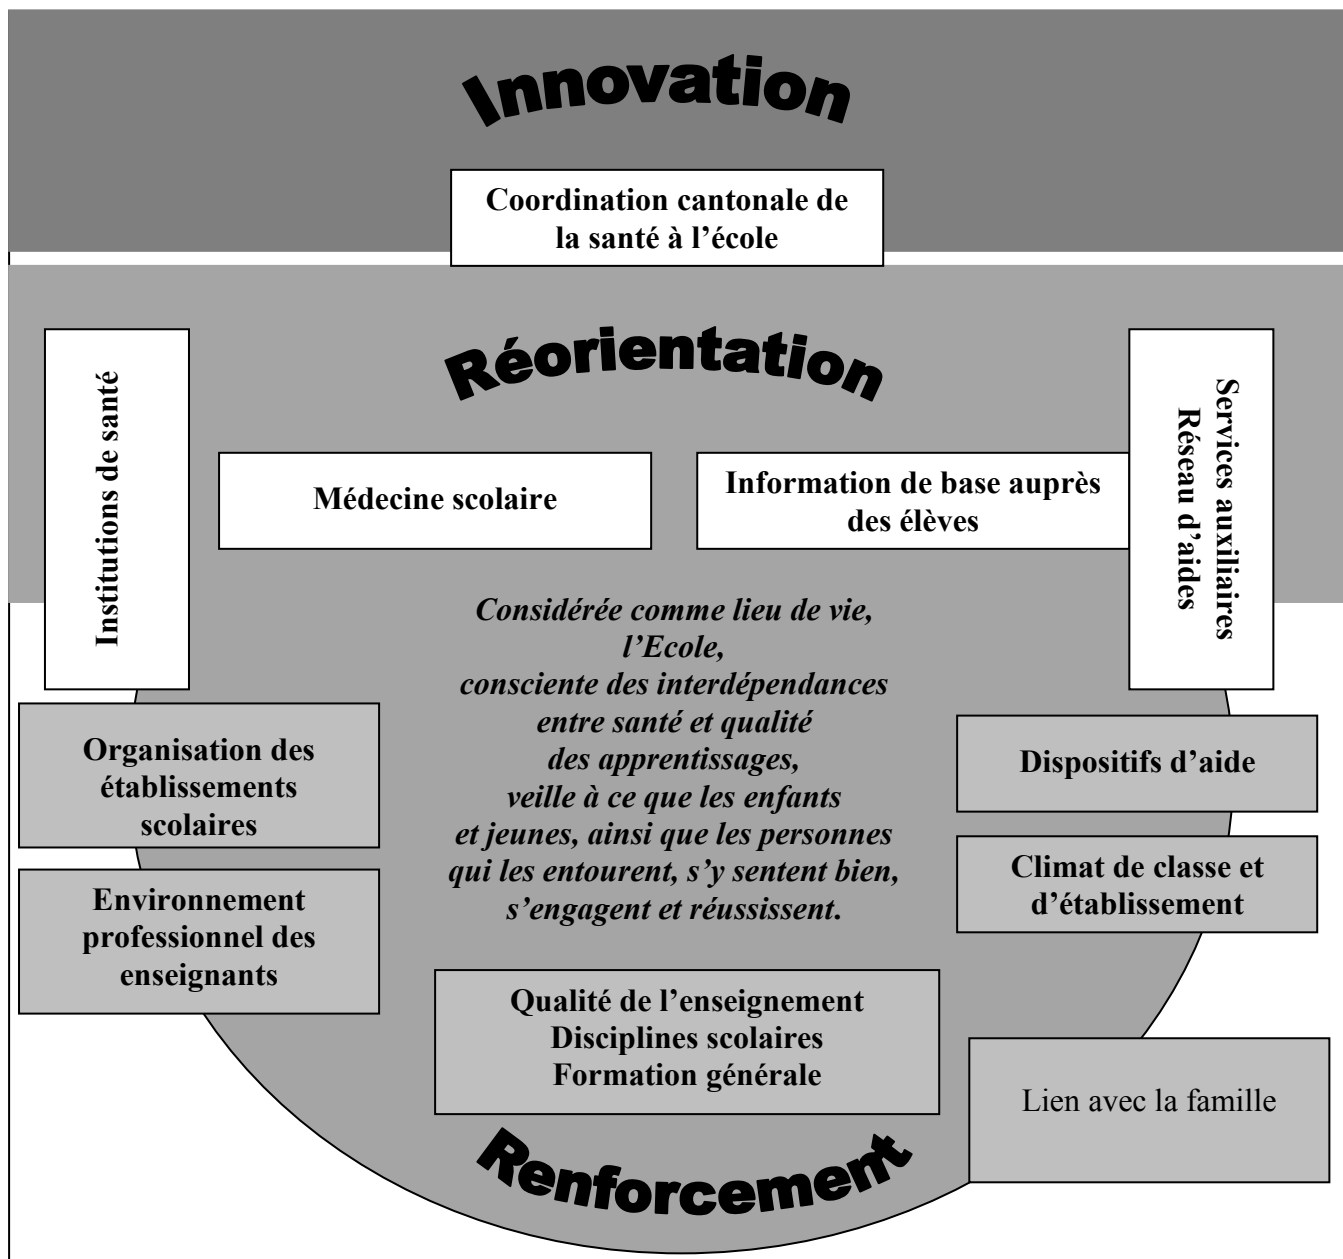 Innovation
Coordination cantonale de
la santé à l’école
Réorientation
Institutions de santé
Médecine scolaire
Information de base auprès
des élèves
Services auxiliaires
Réseau d’aides
Considérée comme lieu de vie,
l’Ecole,
consciente des interdépendances
entre santé et qualité
des apprentissages,
veille à ce que les enfants
et jeunes, ainsi que les personnes
qui les entourent, s’y sentent bien,
s’engagent et réussissent.
Organisation des
établissements
scolaires
Dispositifs d’aide
Environnement
professionnel des
enseignants
Climat de classe et
d’établissement
Qualité de l’enseignement
Disciplines scolaires
Formation générale
Lien avec la famille
Renforcement